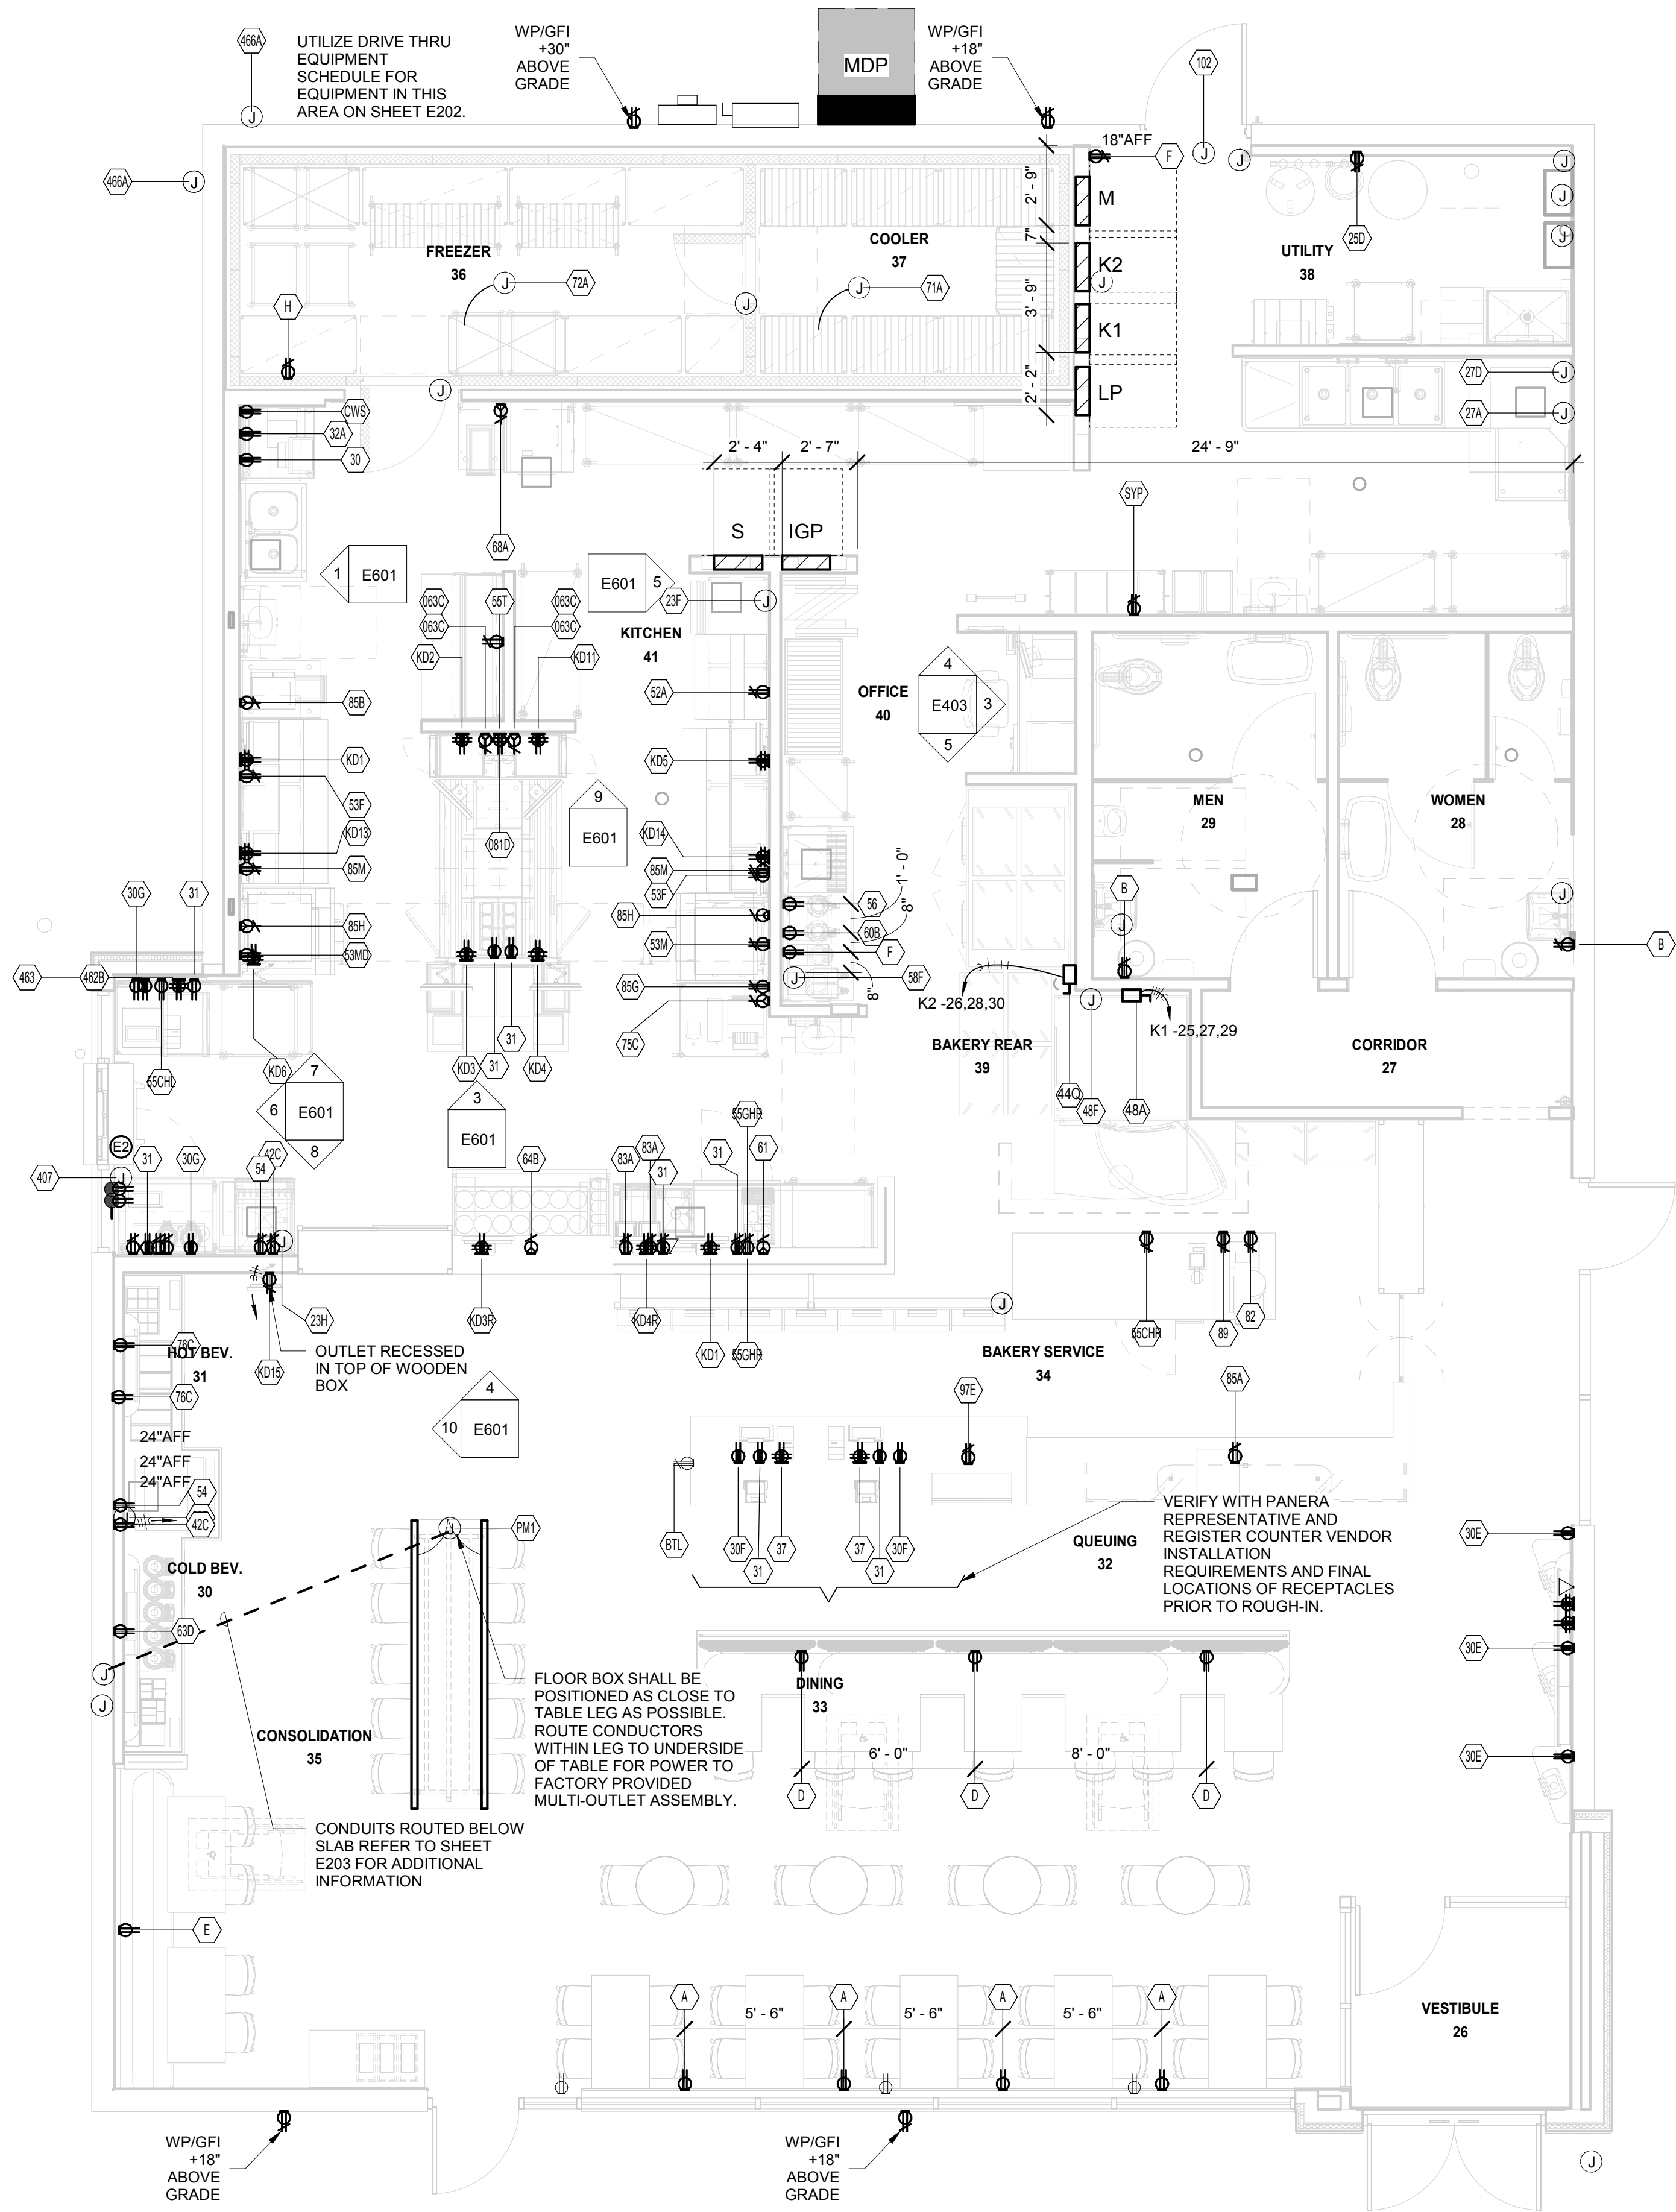 466A
UTILIZE DRIVE THRU
EQUIPMENT
SCHEDULE FOR
EQUIPMENT IN THIS
AREA ON SHEET E202.
J
WP/GFI
+30"
ABOVE
GRADE
MDP
WP/GFI
+18"
ABOVE
GRADE
102
J
J
18"AFF
F
J
J
J
466A
J
M
K2
J
K1
LP
2' - 9"
7"
3' - 9"
2' - 2"
FREEZER
36
COOLER
37
UTILITY
38
25D
J
72A
J
71A
J
H
J
27D
J
27A
J
CWS
32A
30
2' - 4"
2' - 7"
24' - 9"
S
IGP
SYP
68A
1
E601
E601
5
23F
J
063C
55T
063C
063C
063C
KD2
KD11
KITCHEN
41
52A
OFFICE
40
4
E403
3
5
85B
KD1
KD5
53F
9
E601
MEN
29
WOMEN
28
KD13
081D
KD14
85M
85M
53F
1' - 0"
8"
8"
56
60B
F
J
58F
B
J
J
B
30G
31
85H
85H
53M
53MD
463
462B
85G
75C
K2 -26,28,30
J
K1 -25,27,29
BAKERY REAR
39
CORRIDOR
27
31
55CHL
KD6
KD3
31
KD4
44Q
48F
48A
7
6
E601
8
3
E601
E2
31
30G
42C
54
407
J
64B
83A
83A
31
31
55GHR
61
J
KD15
23H
OUTLET RECESSED
IN TOP OF WOODEN
BOX
KD3R
KD4R
KD1
55GHR
J
55CHR
89
82
76C
HOT BEV.
31
76C
BAKERY SERVICE
34
4
10
E601
97E
85A
24"AFF
24"AFF
24"AFF
54
42C
J
PM1
BTL
30F
31
37
37
31
30F
QUEUING
32
VERIFY WITH PANERA
REPRESENTATIVE AND
REGISTER COUNTER VENDOR
INSTALLATION
REQUIREMENTS AND FINAL
LOCATIONS OF RECEPTACLES
PRIOR TO ROUGH-IN.
30E
COLD BEV.
30
63D
J
J
30E
FLOOR BOX SHALL BE
POSITIONED AS CLOSE TO
TABLE LEG AS POSSIBLE.
ROUTE CONDUCTORS
WITHIN LEG TO UNDERSIDE
OF TABLE FOR POWER TO
FACTORY PROVIDED
MULTI-OUTLET ASSEMBLY.
DINING
33
CONSOLIDATION
35
6' - 0"
8' - 0"
D
D
D
30E
CONDUITS ROUTED BELOW
SLAB REFER TO SHEET
E203 FOR ADDITIONAL
INFORMATION
E
A
A
A
A
5' - 6"
5' - 6"
5' - 6"
VESTIBULE
26
WP/GFI
+18"
ABOVE
GRADE
WP/GFI
+18"
ABOVE
GRADE
J